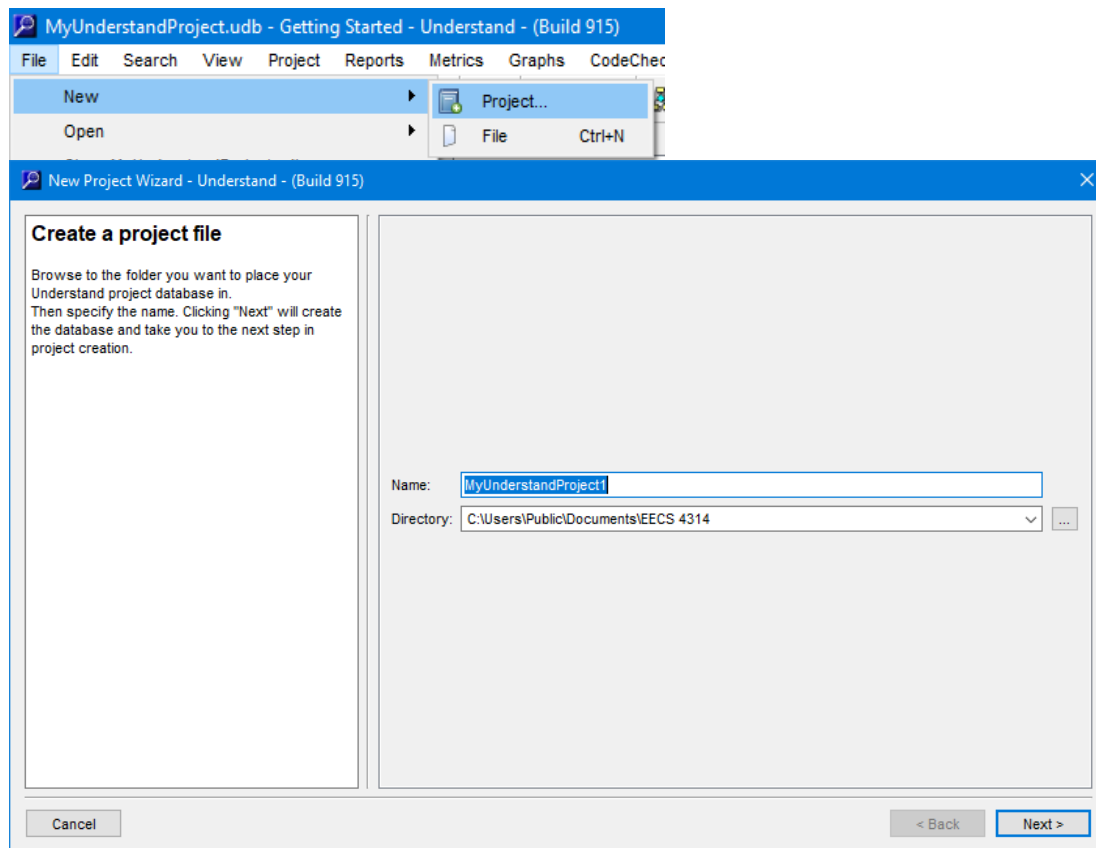 MyUnderstandProject.udb - Getting Started - Understand - (Build 915)
File Edit Search View Project Reports Metrics Graphs
New
Project...
Open
File Ctrl+N
New Project Wizard - Understand - (Build 915)
Create a project file
Browse to the folder you want to place your
Understand project database in.
Then specify the name. Clicking "Next" will create
the database and take you to the next step in
project creation.
Name: MyUnderstandProject1
Directory: C:\Users\Public\Documents\EECS 4314
...
Cancel
< Back
Next >